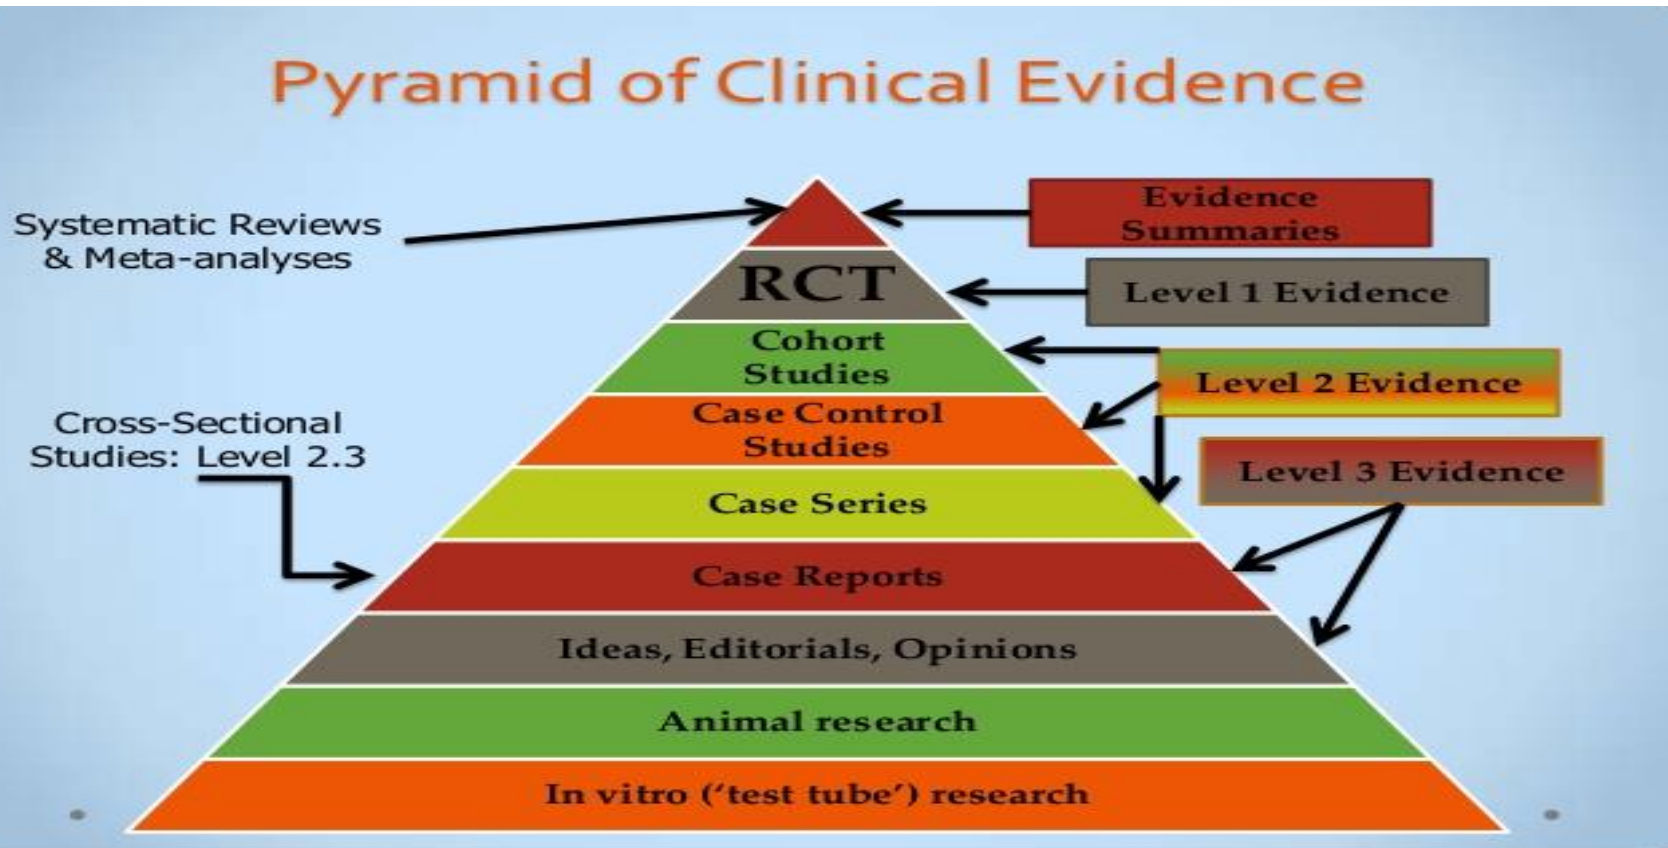 Pyramid of Clinical Evidence
Systematic Reviews
& Meta-analyses
Evidence
Summaries
RCT
Level 1 Evidence
Cohort
Studies
Level 2 Evidence
Cross-Sectional
Studies: Level 2.3
Case Control
Studies
Level 3 Evidence
Case Series
Case Reports
Ideas, Editorials, Opinions
Animal research
In vitro (‘test tube’) research